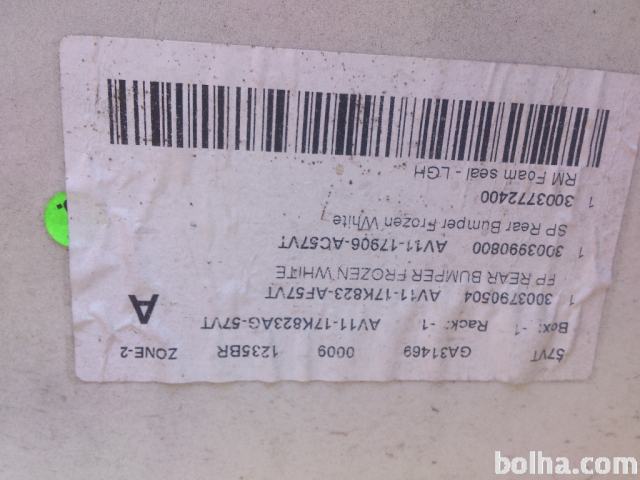 57VT GA31469 0009 1235BR ZONE-2
Box: -1 Rack: -1 AV11-17K823AG-57VT A
1 3003790504 AV11-17K823-AF57VT
FP REAR BUMPER FROZEN WHITE
1 3003990800 AV11-17906-AC57VT
SP Rear Bumper Frozen White
1 3003772400
RM Foam seal - LGH
bolha.com